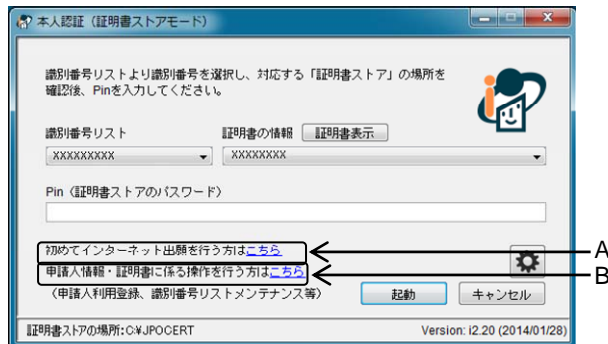 本人認証（証明書ストアモード）
識別番号リストより識別番号を選択し、対応する「証明書ストア」の場所を
確認後、Pinを入力してください。
識別番号リスト
証明書の情報 証明書表示
XXXXXXXXX
XXXXXXXX
Pin（証明書ストアのパスワード）
初めてインターネット出願を行う方はこちら
A
申請人情報・証明書に係る操作を行う方はこちら
B
（申請人利用登録、識別番号リストメンテナンス等）
起動 キャンセル
証明書ストアの場所:C:¥JPOCERT
Version: i2.20 (2014/01/28)